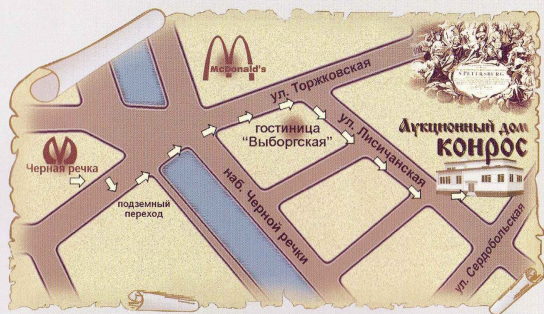 S.PETERSBURG
McDonald's
ул. Торжковская
гостиница
"Выборгская"
ул. Лисичанская
Аукционный дом
конрос
Черная речка
подземный
переход
наб. Черной речки
ул. Сердобольская